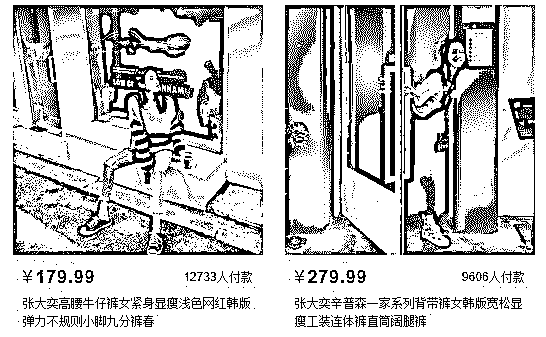 ¥179.99
12733人付款
张大奕高腰牛仔裤女紧身显瘦浅色网红韩版
弹力不规则小脚九分裤春
¥279.99
9606人付款
张大奕辛普森一家系列背带裤女韩版宽松显
瘦工装连体裤直筒阔腿裤